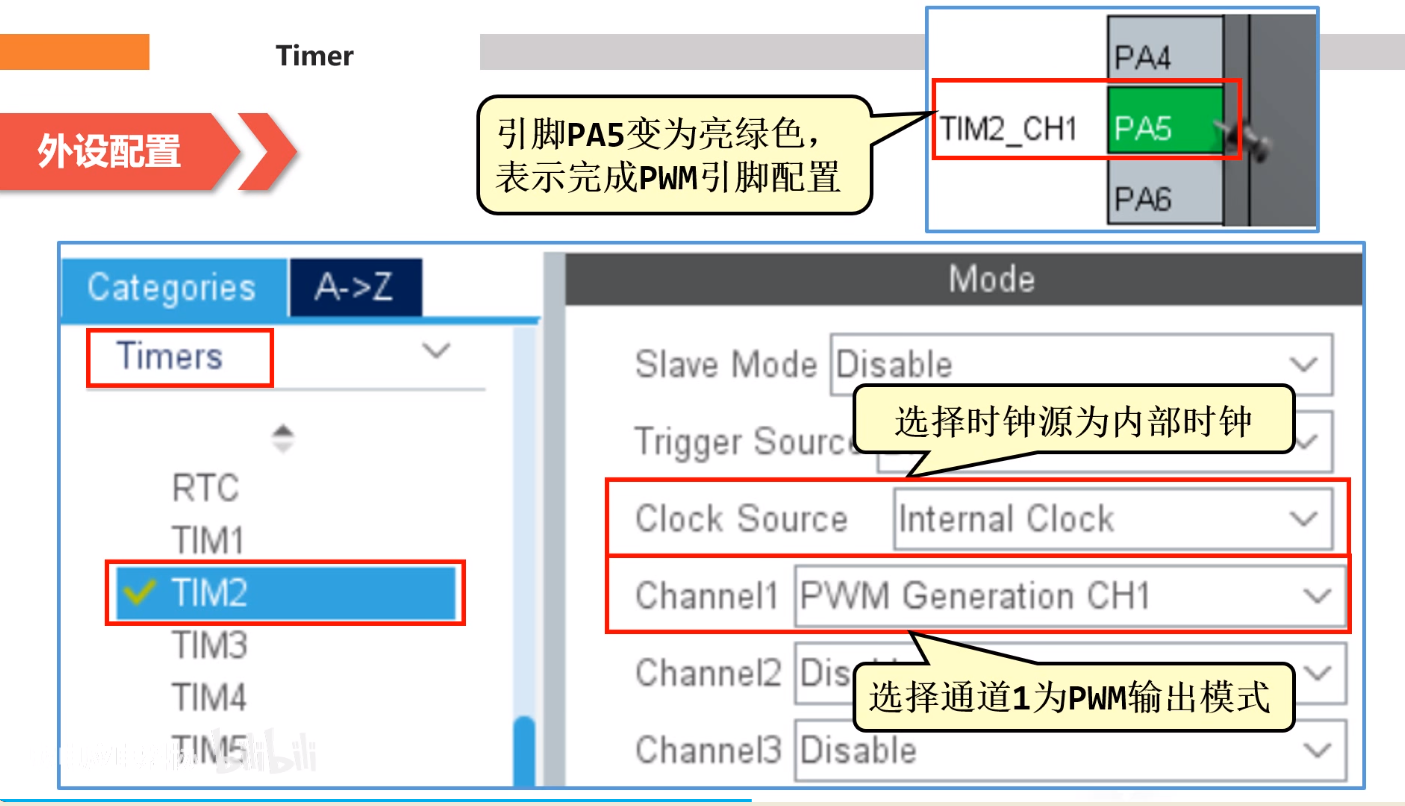 Timer
外设配置
引脚PA5变为亮绿色，
表示完成PWM引脚配置
PA4
TIM2_CH1 PA5
PA6
Categories A->Z
Timers
RTC
TIM1
TIM2
TIM3
TIM4
TIM5
bilibili
Mode
Slave Mode Disable
选择时钟源为内部时钟
Trigger Source
Clock Source Internal Clock
Channel1 PWM Generation CH1
Channel2
选择通道1为PWM输出模式
Channel3 Disable